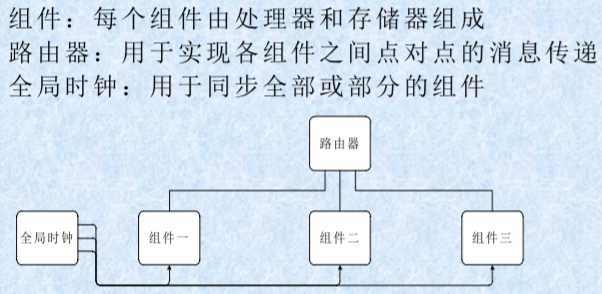 组件：每个组件由处理器和存储器组成
路由器：用于实现各组件之间点对点的消息传递
全局时钟：用于同步全部或部分的组件
路由器
全局时钟
组件一
组件二
组件三